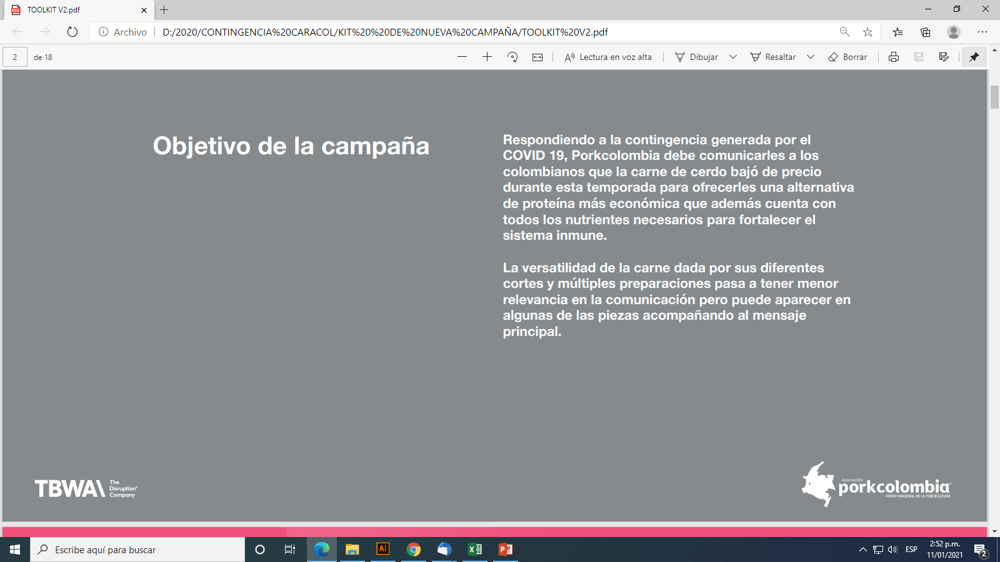 TOOLKIT V2.pdf
Archivo
D:/2020/CONTINGENCIA%20CARACOL/KIT%20%20DE%20NUEVA%20CAMPAÑA/TOOLKIT%20V2.pdf
2 de 18
Lectura en voz alta
Dibujar
Resaltar
Borrar
Objetivo de la campaña
Respondiendo a la contingencia generada por el
COVID 19, Porkcolombia debe comunicarles a los
colombianos que la carne de cerdo bajó de precio
durante esta temporada para ofrecerles una alternativa
de proteína más económica que además cuenta con
todos los nutrientes necesarios para fortalecer el
sistema inmune.
La versatilidad de la carne dada por sus diferentes
cortes y múltiples preparaciones pasa a tener menor
relevancia en la comunicación pero puede aparecer en
algunas de las piezas acompañando al mensaje
principal.
TBWA\
The
Disruption®
Company
Asociación
porkcolombia
FONDO NACIONAL DE LA PORCICULTURA
Escribe aquí para buscar
Ai
ESP
2:52 p.m.
11/01/2021
2